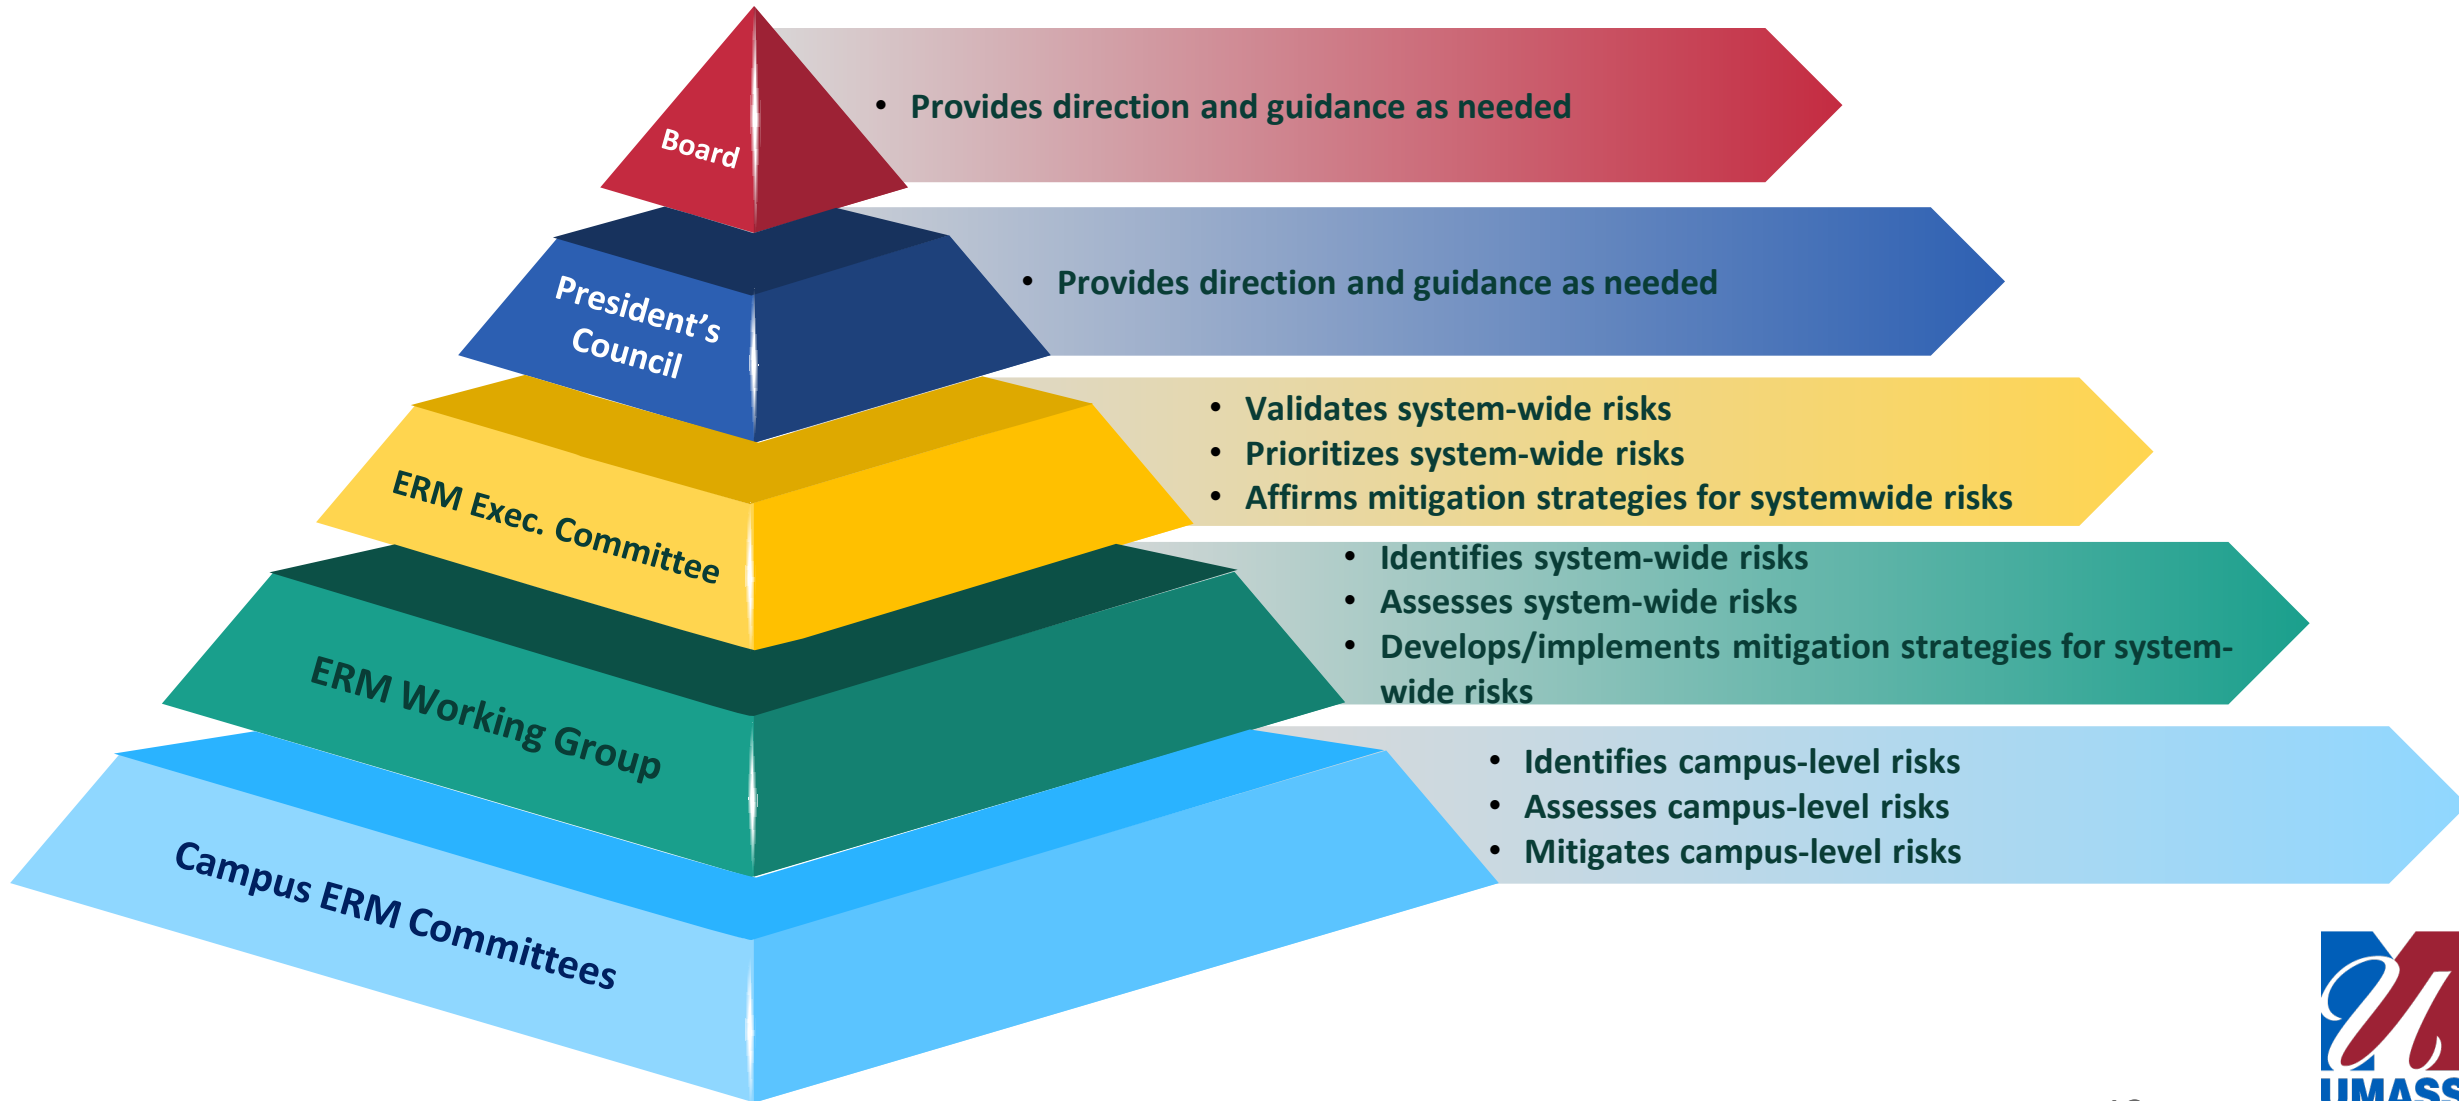 Board
• Provides direction and guidance as needed
President’s
Council
• Provides direction and guidance as needed
ERM Exec. Committee
• Validates system-wide risks
• Prioritizes system-wide risks
• Affirms mitigation strategies for systemwide risks
ERM Working Group
• Identifies system-wide risks
• Assesses system-wide risks
• Develops/implements mitigation strategies for system-
wide risks
Campus ERM Committees
• Identifies campus-level risks
• Assesses campus-level risks
• Mitigates campus-level risks
UMASS